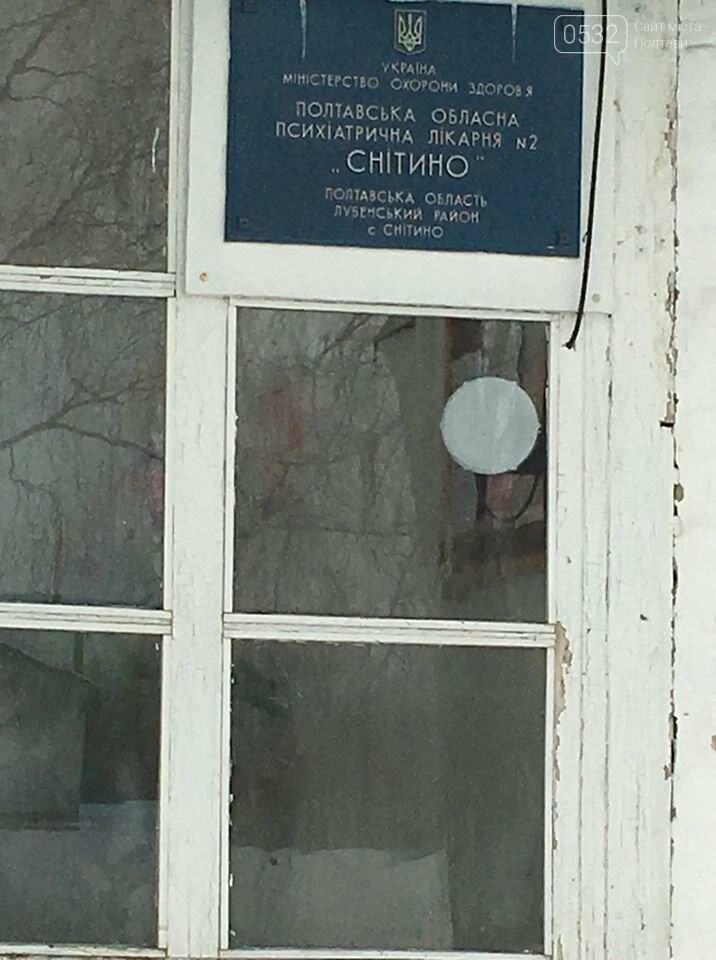 0532 Сайт міста
Полтави
УКРАЇНА
МІНІСТЕРСТВО ОХОРОНИ ЗДОРОВ'Я
ПОЛТАВСЬКА ОБЛАСНА
ПСИХІАТРИЧНА ЛІКАРНЯ №2
„СНІТИНО"
ПОЛТАВСЬКА ОБЛАСТЬ
ЛУБЕНСЬКИЙ РАЙОН
с СНІТИНО